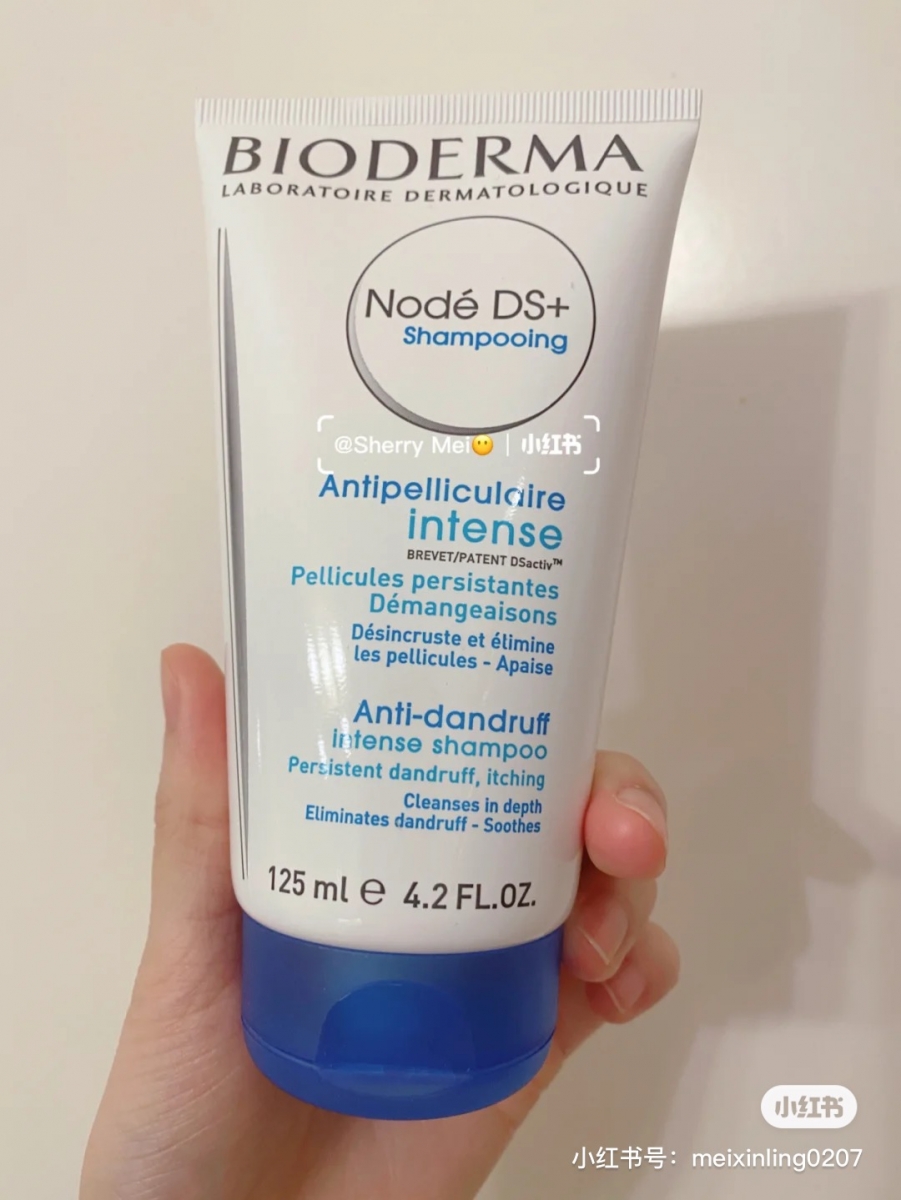 BIODERMA
LABORATOIRE DERMATOLOGIQUE
Nodé DS+
Shampooing
@Sherry Mei😶 | 小红书
Antipelliculaire
intense
BREVET/PATENT DSactiv™
Pellicules persistantes
Démangeaisons
Désincruste et élimine
les pellicules - Apaise
Anti-dandruff
intense shampoo
Persistent dandruff, itching
Cleanses in depth
Eliminates dandruff - Soothes
125 ml e 4.2 FL.OZ.
小红书
小红书号：meixinling0207